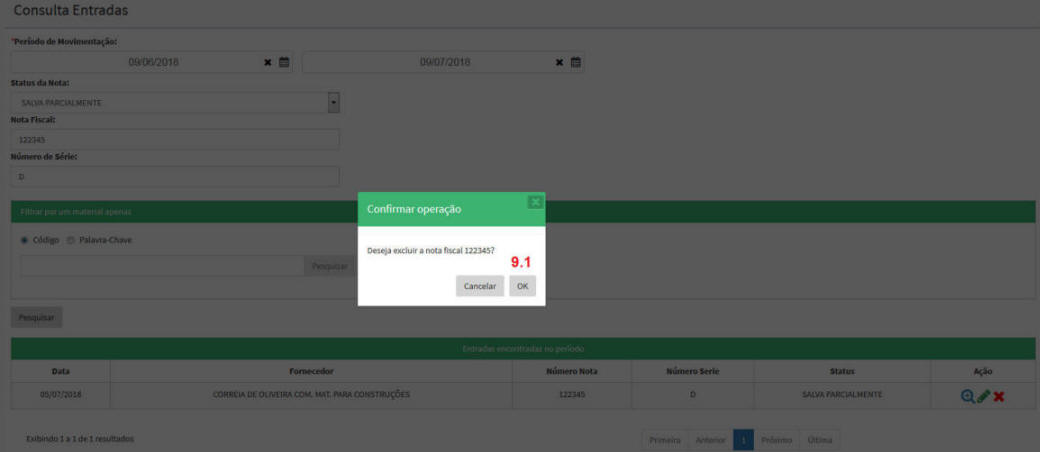 Consulta Entradas
*Período de Movimentação:
09/06/2018 09/07/2018
Status da Nota:
SALVA PARCIALMENTE
Nota Fiscal:
122345
Número de Série:
D
Filtrar por um material apenas
Código Palavra-Chave
Pesquisar
Confirmar operação
Deseja excluir a nota fiscal 122345?
9.1
Cancelar OK
Pesquisar
Entradas encontradas no período
Data Fornecedor Número Nota Número Serie Status Ação
05/07/2018 CORREIA DE OLIVEIRA COM. MAT. PARA CONSTRUÇÕES 122345 D SALVA PARCIALMENTE
Exibindo 1 a 1 de 1 resultados
Primeira Anterior 1 Próximo Última